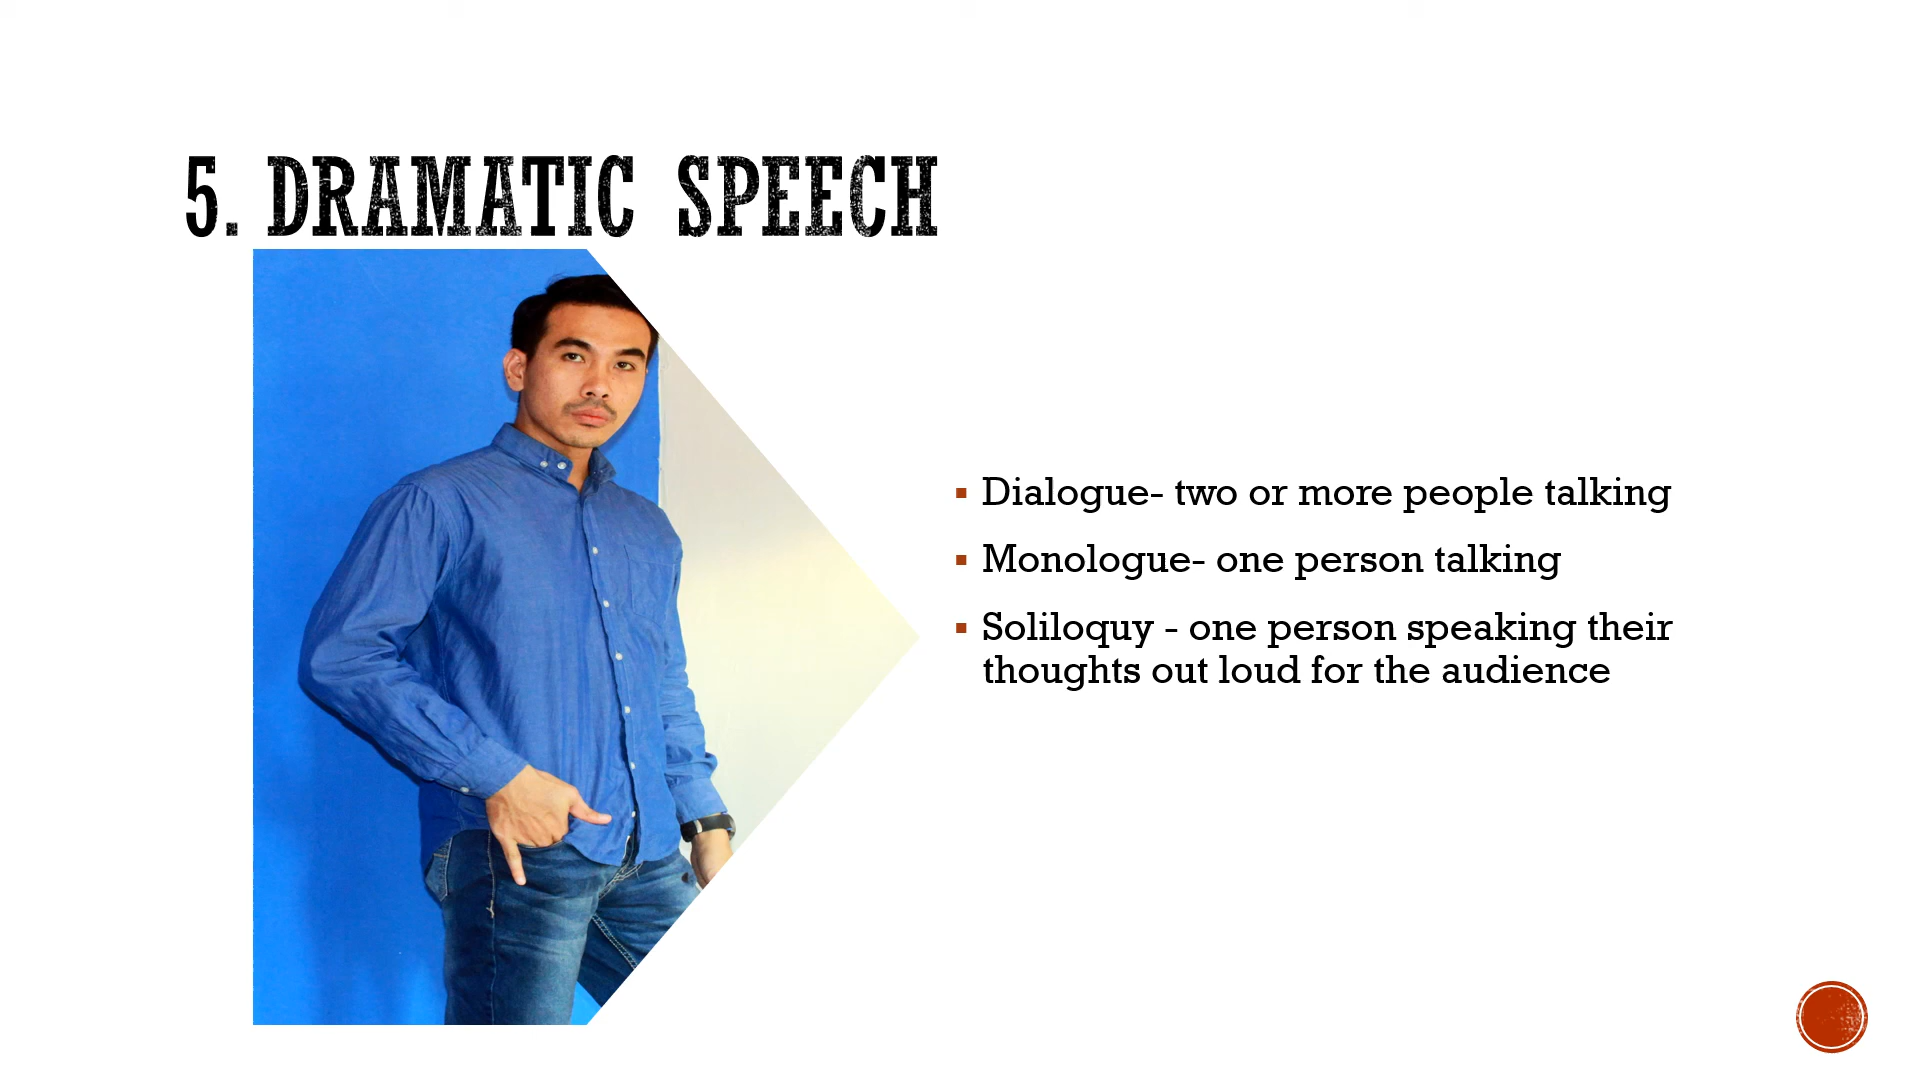 5. DRAMATIC SPEECH
Dialogue- two or more people talking
Monologue- one person talking
Soliloquy - one person speaking their
thoughts out loud for the audience